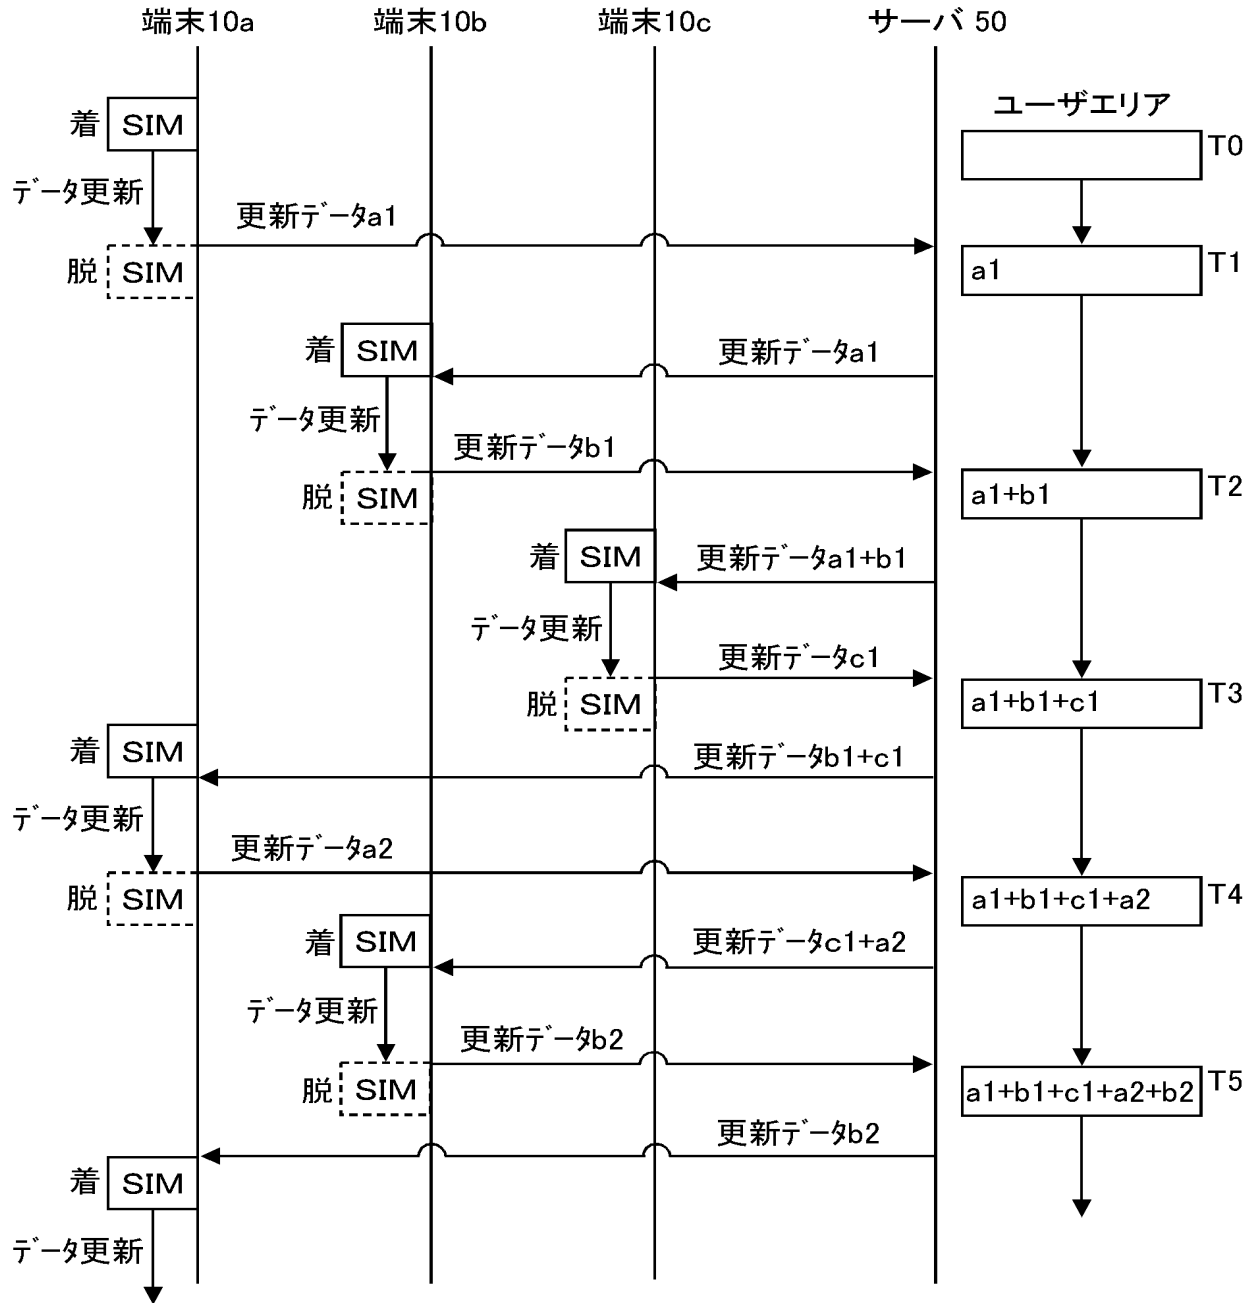 端末10a 端末10b 端末10c サーバ 50
ユーザエリア
着 SIM
T0
データ更新
更新データa1
脱 SIM
a1 T1
着 SIM
更新データa1
データ更新
更新データb1
脱 SIM
a1+b1 T2
着 SIM
更新データa1+b1
データ更新
更新データc1
脱 SIM
a1+b1+c1 T3
着 SIM
更新データb1+c1
データ更新
更新データa2
脱 SIM
a1+b1+c1+a2 T4
着 SIM
更新データc1+a2
データ更新
更新データb2
脱 SIM
a1+b1+c1+a2+b2 T5
更新データb2
着 SIM
データ更新